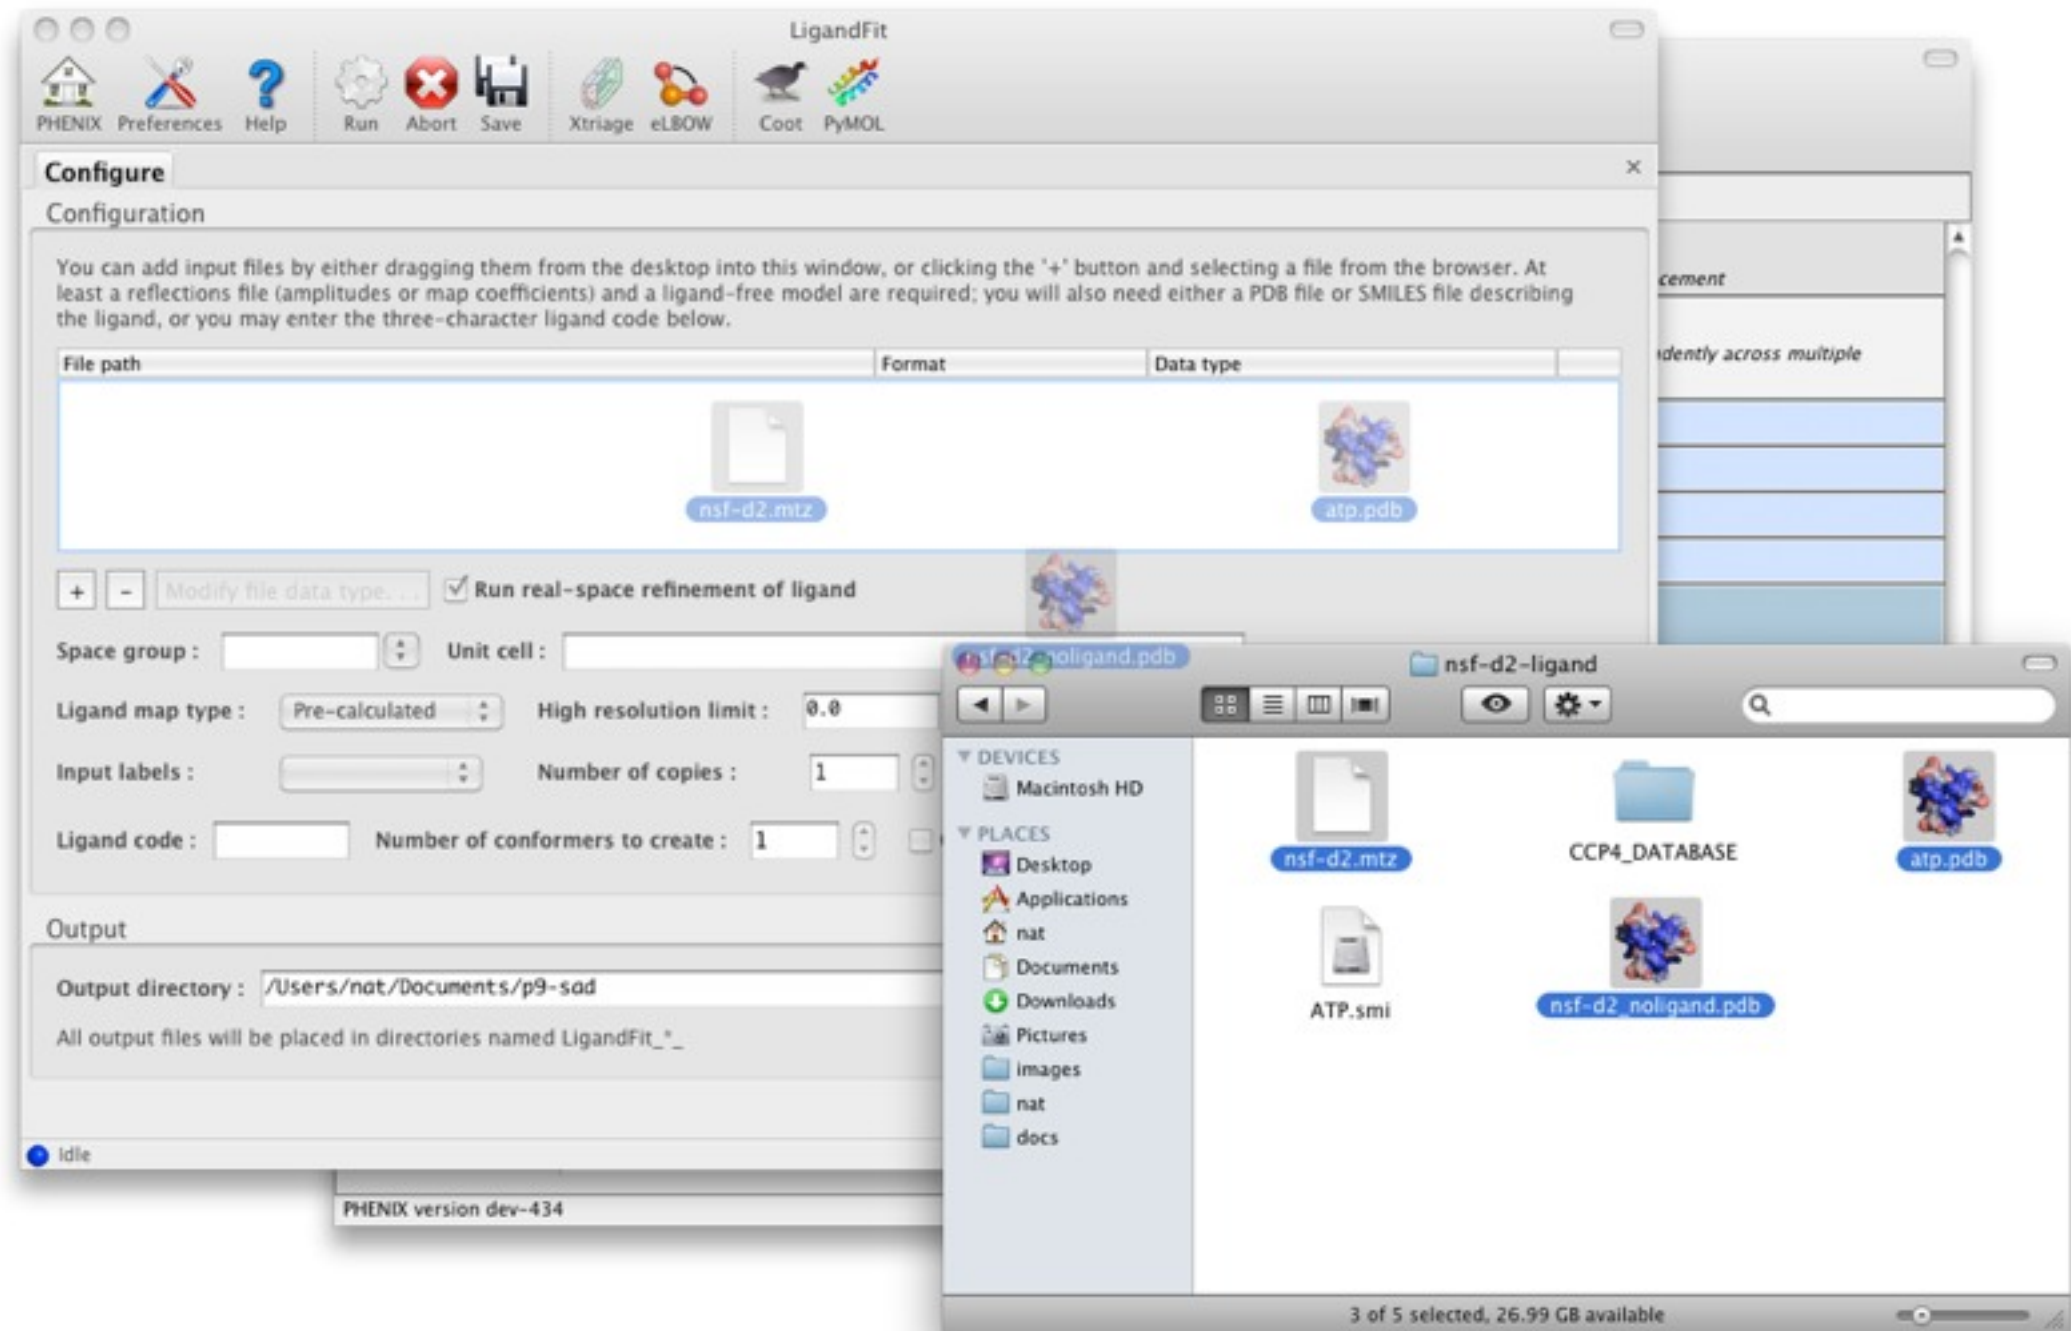 LigandFit
PHENIX Preferences Help Run Abort Save Xtriage eLBOW Coot PyMOL
Configure
Configuration
You can add input files by either dragging them from the desktop into this window, or clicking the '+' button and selecting a file from the browser. At
least a reflections file (amplitudes or map coefficients) and a ligand-free model are required; you will also need either a PDB file or SMILES file describing
the ligand, or you may enter the three-character ligand code below.
File path Format Data type
nsf-d2.mtz atp.pdb
+ - Modify file data type... Run real-space refinement of ligand
Space group : Unit cell :
nsf-d2_noligand.pdb
Ligand map type : Pre-calculated High resolution limit : 0.0
Input labels : Number of copies : 1
Ligand code : Number of conformers to create : 1
Output
Output directory : /Users/nat/Documents/p9-sad
All output files will be placed in directories named LigandFit_*_
Idle
PHENIX version dev-434
cement
dently across multiple
nsf-d2-ligand
DEVICES
Macintosh HD
PLACES
Desktop
Applications
nat
Documents
Downloads
Pictures
images
nat
docs
nsf-d2.mtz CCP4_DATABASE atp.pdb
ATP.smi nsf-d2_noligand.pdb
3 of 5 selected, 26.99 GB available